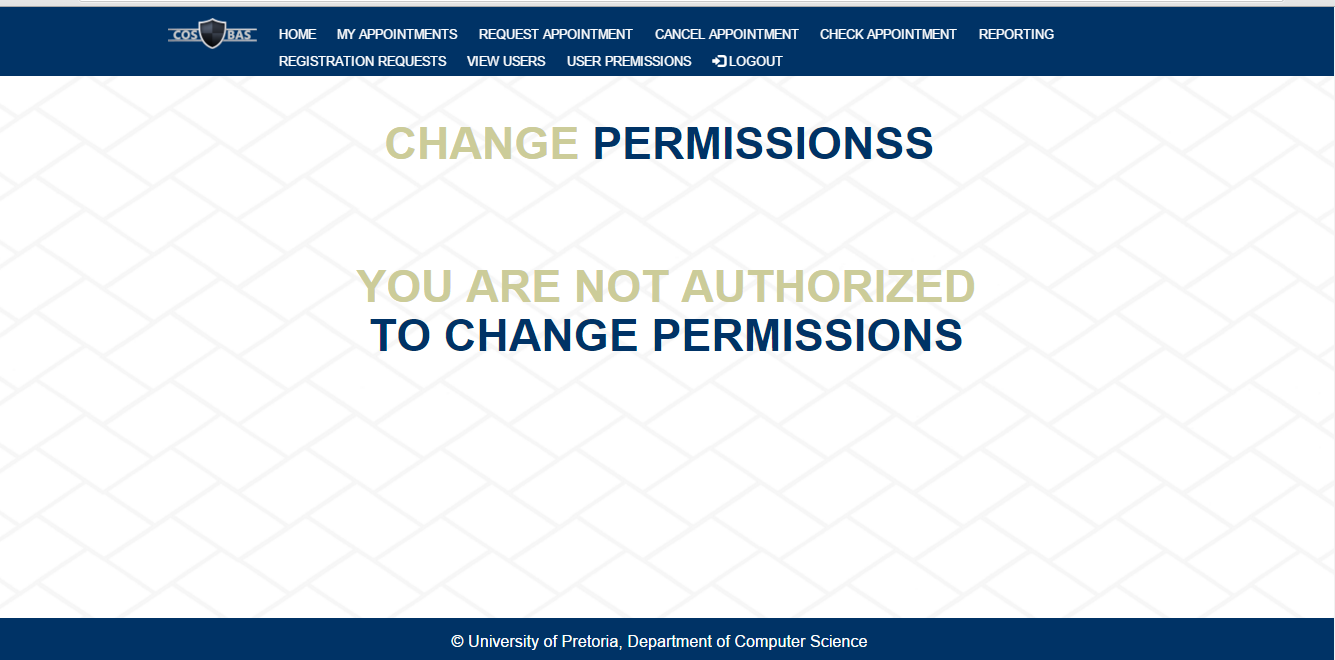 COS BAS
HOME MY APPOINTMENTS REQUEST APPOINTMENT CANCEL APPOINTMENT CHECK APPOINTMENT REPORTING
REGISTRATION REQUESTS VIEW USERS USER PREMISSIONS LOGOUT
CHANGE PERMISSIONSS
YOU ARE NOT AUTHORIZED
TO CHANGE PERMISSIONS
© University of Pretoria, Department of Computer Science